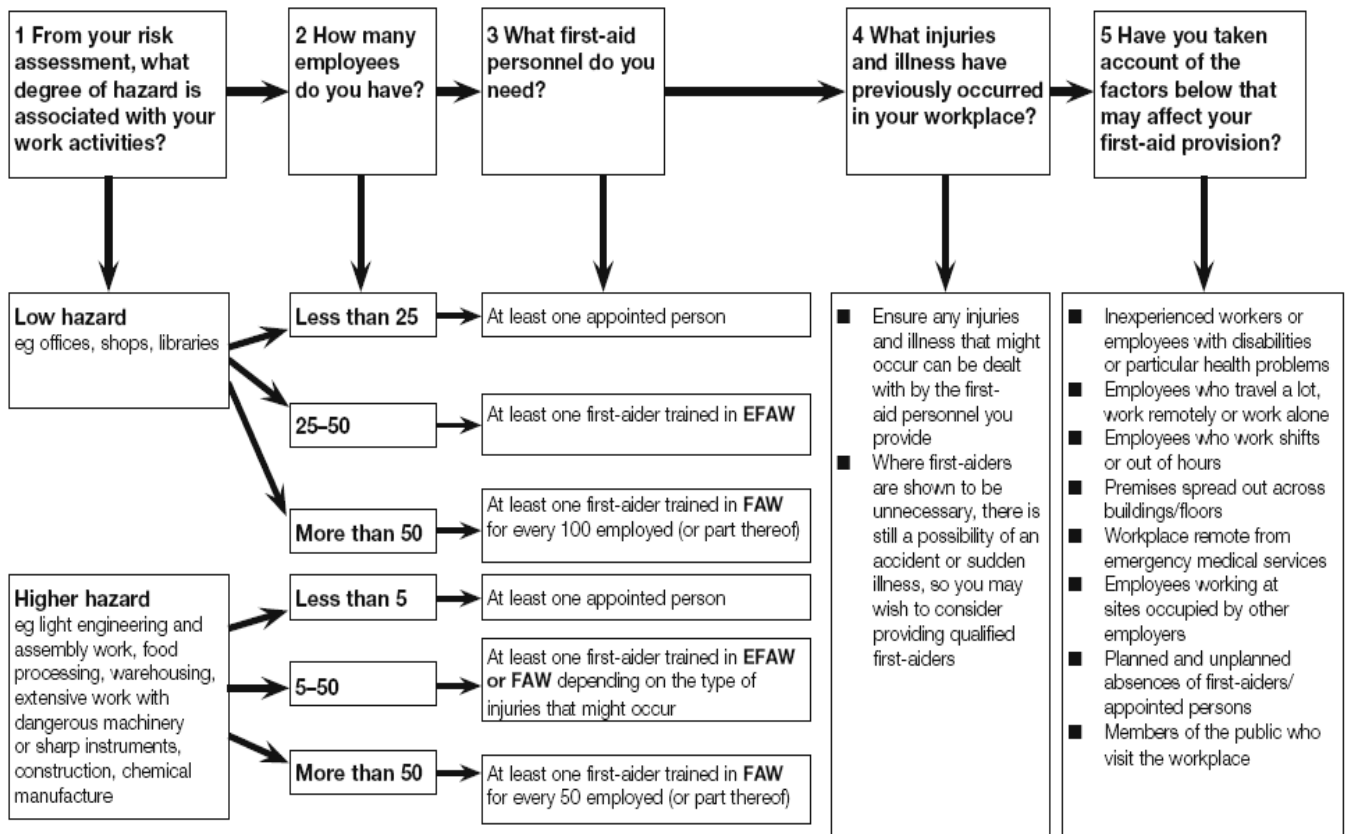 1 From your risk
assessment, what
degree of hazard is
associated with your
work activities?
2 How many
employees
do you have?
3 What first-aid
personnel do you
need?
4 What injuries
and illness have
previously occurred
in your workplace?
5 Have you taken
account of the
factors below that
may affect your
first-aid provision?
Low hazard
eg offices, shops, libraries
Less than 25
At least one appointed person
25–50
At least one first-aider trained in EFAW
More than 50
At least one first-aider trained in FAW
for every 100 employed (or part thereof)
Higher hazard
eg light engineering and
assembly work, food
processing, warehousing,
extensive work with
dangerous machinery
or sharp instruments,
construction, chemical
manufacture
Less than 5
At least one appointed person
5–50
At least one first-aider trained in EFAW
or FAW depending on the type of
injuries that might occur
More than 50
At least one first-aider trained in FAW
for every 50 employed (or part thereof)
■ Ensure any injuries
and illness that might
occur can be dealt
with by the first-
aid personnel you
provide
■ Where first-aiders
are shown to be
unnecessary, there is
still a possibility of an
accident or sudden
illness, so you may
wish to consider
providing qualified
first-aiders
■ Inexperienced workers or
employees with disabilities
or particular health problems
■ Employees who travel a lot,
work remotely or work alone
■ Employees who work shifts
or out of hours
■ Premises spread out across
buildings/floors
■ Workplace remote from
emergency medical services
■ Employees working at
sites occupied by other
employers
■ Planned and unplanned
absences of first-aiders/
appointed persons
■ Members of the public who
visit the workplace